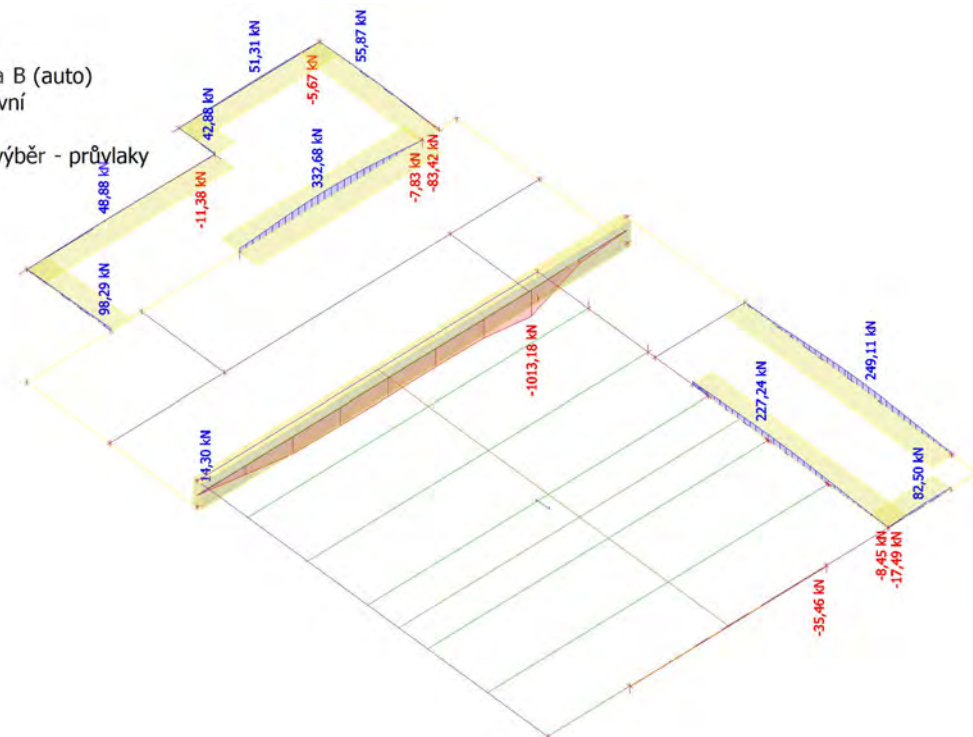 a B (auto)
vní
výběr - průvlaky
51,31 kN
55,87 kN
-5,67 kN
42,88 kN
332,68 kN
-7,83 kN
-83,42 kN
48,88 kN
-11,38 kN
98,29 kN
-1013,18 kN
249,11 kN
227,24 kN
14,30 kN
82,50 kN
-8,45 kN
-17,49 kN
-35,46 kN